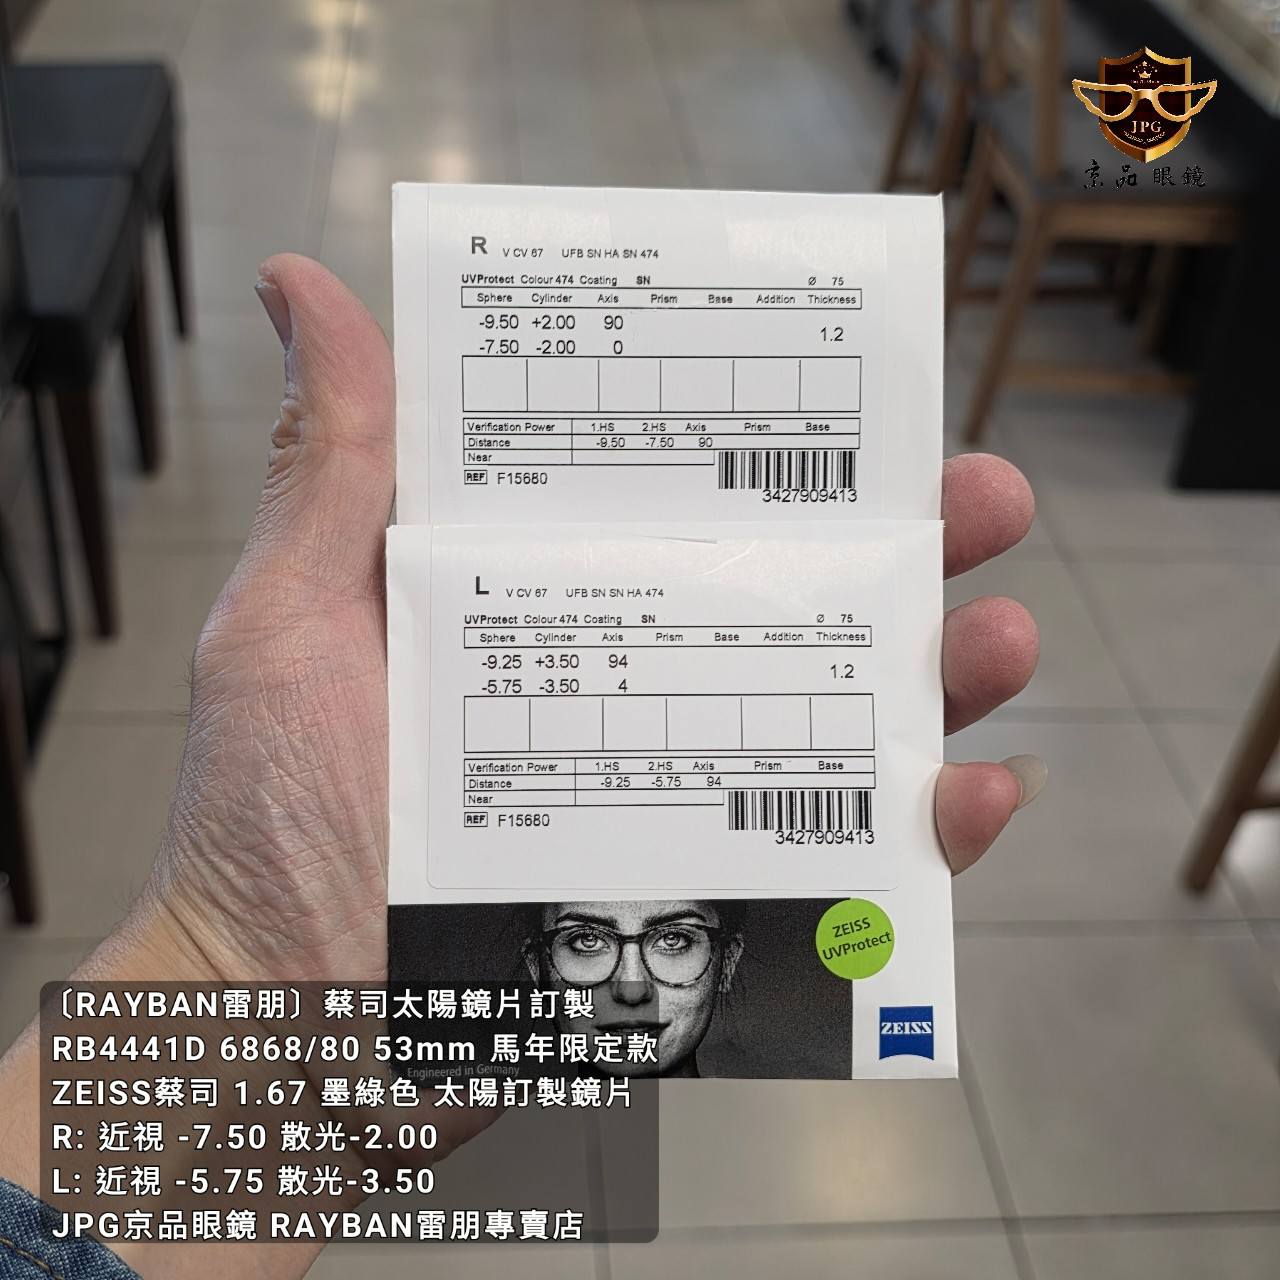 JPG
京品眼鏡
R V CV 67 UFB SN HA SN 474
UVProtect Colour 474 Coating SN Ø 75
Sphere Cylinder Axis Prism Base Addition Thickness
-9.50 +2.00 90
1.2
-7.50 -2.00 0
Verification Power 1.HS 2.HS Axis Prism Base
Distance -9.50 -7.50 90
Near
REF F15680
3427909413
L V CV 67 UFB SN SN HA 474
UVProtect Colour 474 Coating SN Ø 75
Sphere Cylinder Axis Prism Base Addition Thickness
-9.25 +3.50 94
1.2
-5.75 -3.50 4
Verification Power 1.HS 2.HS Axis Prism Base
Distance -9.25 -5.75 94
Near
REF F15680
3427909413
ZEISS
UVProtect
ZEISS
Engineered in Germany
〔RAYBAN雷朋〕蔡司太陽鏡片訂製
RB4441D 6868/80 53mm 馬年限定款
ZEISS蔡司 1.67 墨綠色 太陽訂製鏡片
R: 近視 -7.50 散光-2.00
L: 近視 -5.75 散光-3.50
JPG京品眼鏡 RAYBAN雷朋專賣店